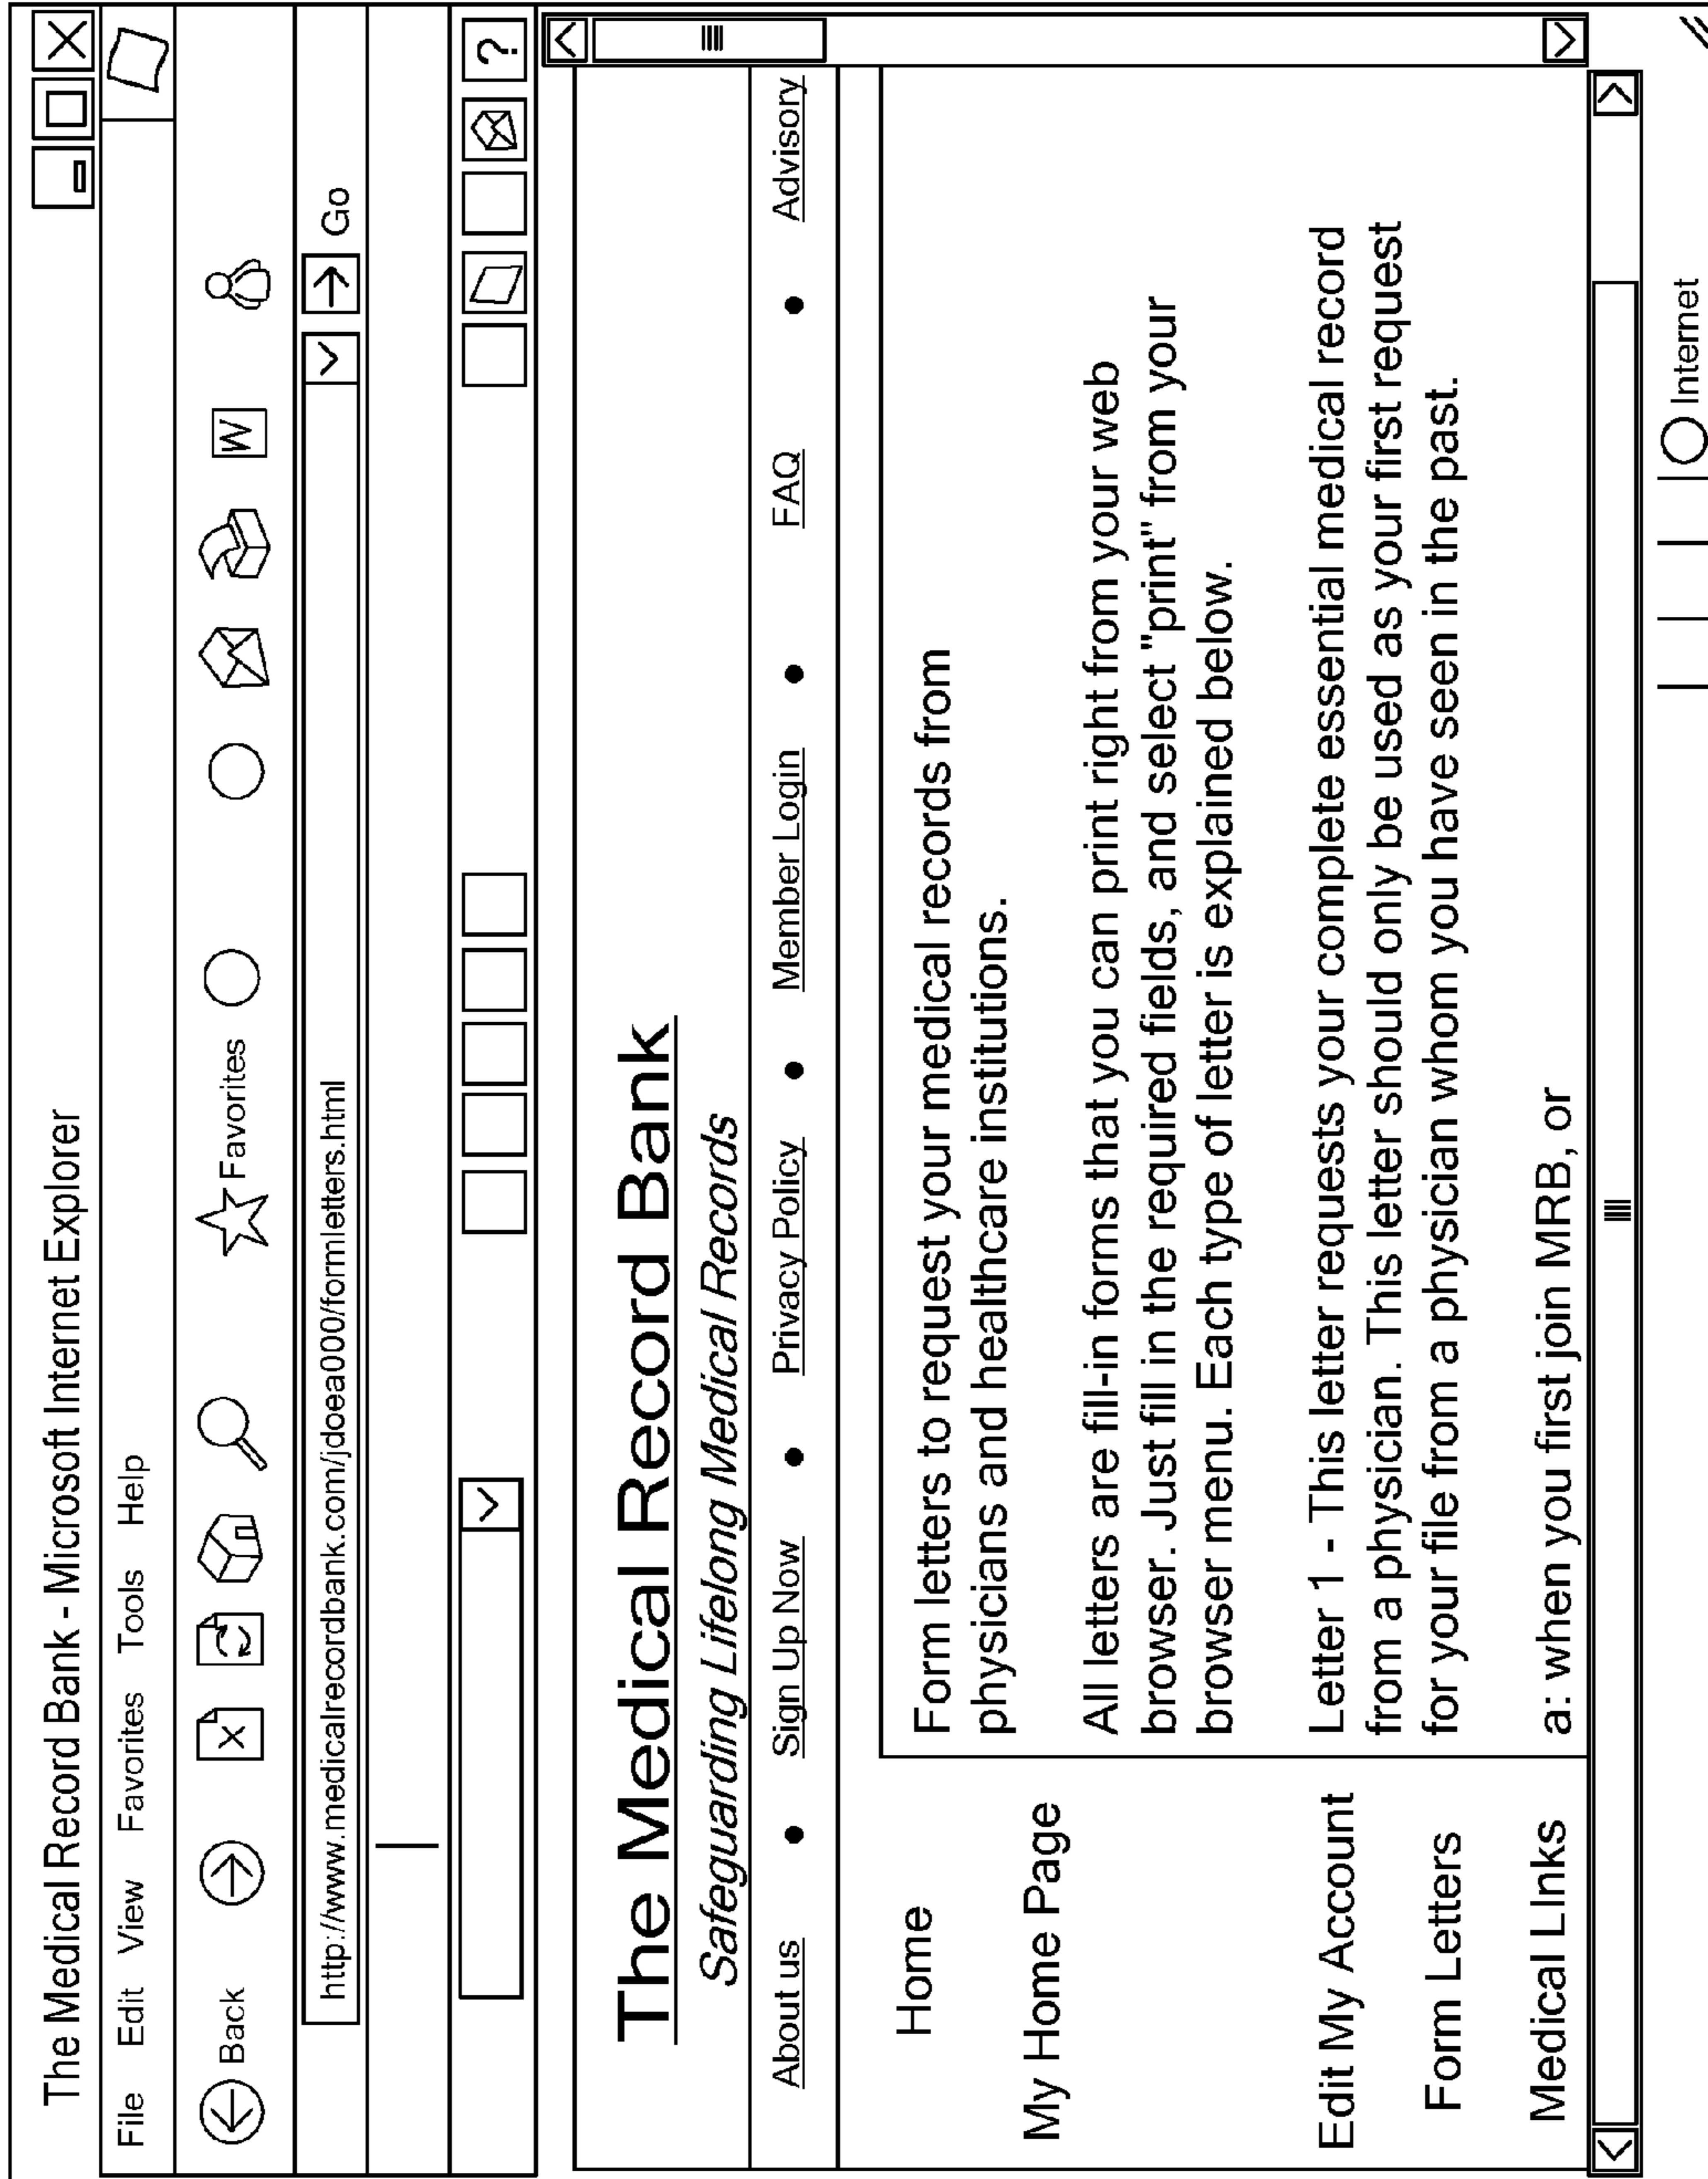 The Medical Record Bank - Microsoft Internet Explorer
File Edit View Favorites Tools Help
Back Favorites W
http://www.medicalrecordbank.com/jdoea000/formletters.html Go
?
The Medical Record Bank
Safeguarding Lifelong Medical Records
About us • Sign Up Now • Privacy Policy • Member Login • FAQ • Advisory
Home
My Home Page
Edit My Account
Form Letters
Medical LInks
Form letters to request your medical records from
physicians and healthcare institutions.
All letters are fill-in forms that you can print right from your web
browser. Just fill in the required fields, and select "print" from your
browser menu. Each type of letter is explained below.
Letter 1 - This letter requests your complete essential medical record
from a physician. This letter should only be used as your first request
for your file from a physician whom you have seen in the past.
a: when you first join MRB, or
Internet